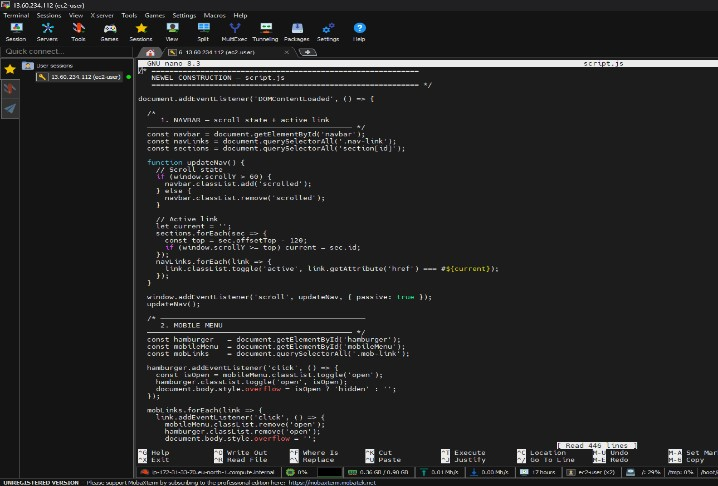 13.60.234.112 (ec2-user)
Terminal Sessions View X server Tools Games Settings Macros Help
Session Servers Tools Games Sessions View Split MultiExec Tunneling Packages Settings Help
Quick connect...
6. 13.60.234.112 (ec2-user)
User sessions
13.60.234.112 (ec2-user)
GNU nano 8.3 script.js
/* ================================================================
NEWEL CONSTRUCTION — script.js
================================================================ */
document.addEventListener('DOMContentLoaded', () => {
/*
1. NAVBAR — scroll state + active link
*/
const navbar = document.getElementById('navbar');
const navLinks = document.querySelectorAll('.nav-link');
const sections = document.querySelectorAll('section[id]');
function updateNav() {
// Scroll state
if (window.scrollY > 60) {
navbar.classList.add('scrolled');
} else {
navbar.classList.remove('scrolled');
}
// Active link
let current = '';
sections.forEach(sec => {
const top = sec.offsetTop - 120;
if (window.scrollY >= top) current = sec.id;
});
navLinks.forEach(link => {
link.classList.toggle('active', link.getAttribute('href') === #${current});
});
}
window.addEventListener('scroll', updateNav, { passive: true });
updateNav();
/*
2. MOBILE MENU
*/
const hamburger = document.getElementById('hamburger');
const mobileMenu = document.getElementById('mobileMenu');
const mobLinks = document.querySelectorAll('.mob-link');
hamburger.addEventListener('click', () => {
const isOpen = mobileMenu.classList.toggle('open');
hamburger.classList.toggle('open', isOpen);
document.body.style.overflow = isOpen ? 'hidden' : '';
});
mobLinks.forEach(link => {
link.addEventListener('click', () => {
mobileMenu.classList.remove('open');
hamburger.classList.remove('open');
document.body.style.overflow = '';
[ Read 446 lines ]
^G Help ^O Write Out ^F Where Is ^K Cut ^T Execute ^C Location M-U Undo M-A Set Mar
^X Exit ^R Read File ^\ Replace ^U Paste ^J Justify ^/ Go To Line M-E Redo M-6 Copy
ip-172-31-33-70.eu-north-1.compute.internal 0% 0.36 GB / 0.90 GB 0.01 Mb/s 0.00 Mb/s 17 hours ec2-user (x2) /: 29% /tmp: 0% /boot/
UNREGISTERED VERSION - Please support MobaXterm by subscribing to the professional edition here: https://mobaxterm.mobatek.net